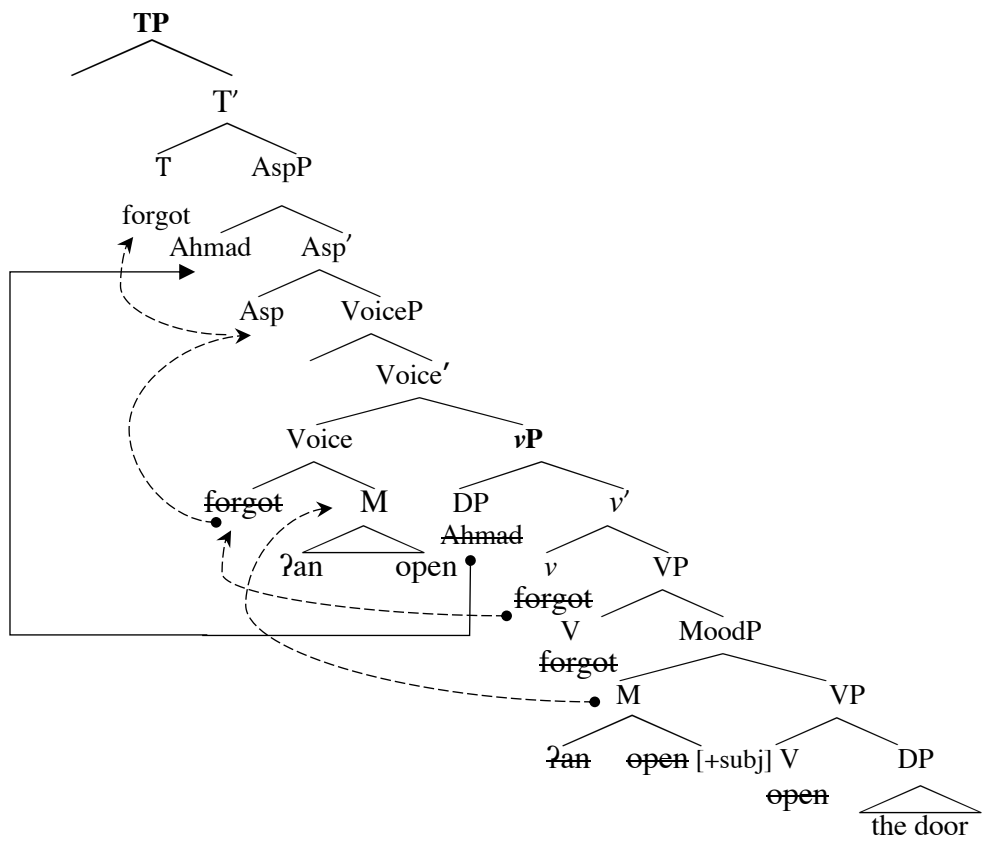 TP
T′
T AspP
forgot
Ahmad Asp′
Asp VoiceP
Voice′
Voice vP
forgot M DP v′
Ahmad
ʔan open v VP
forgot
V MoodP
forgot
M VP
ʔan open [+subj] V DP
open
the door